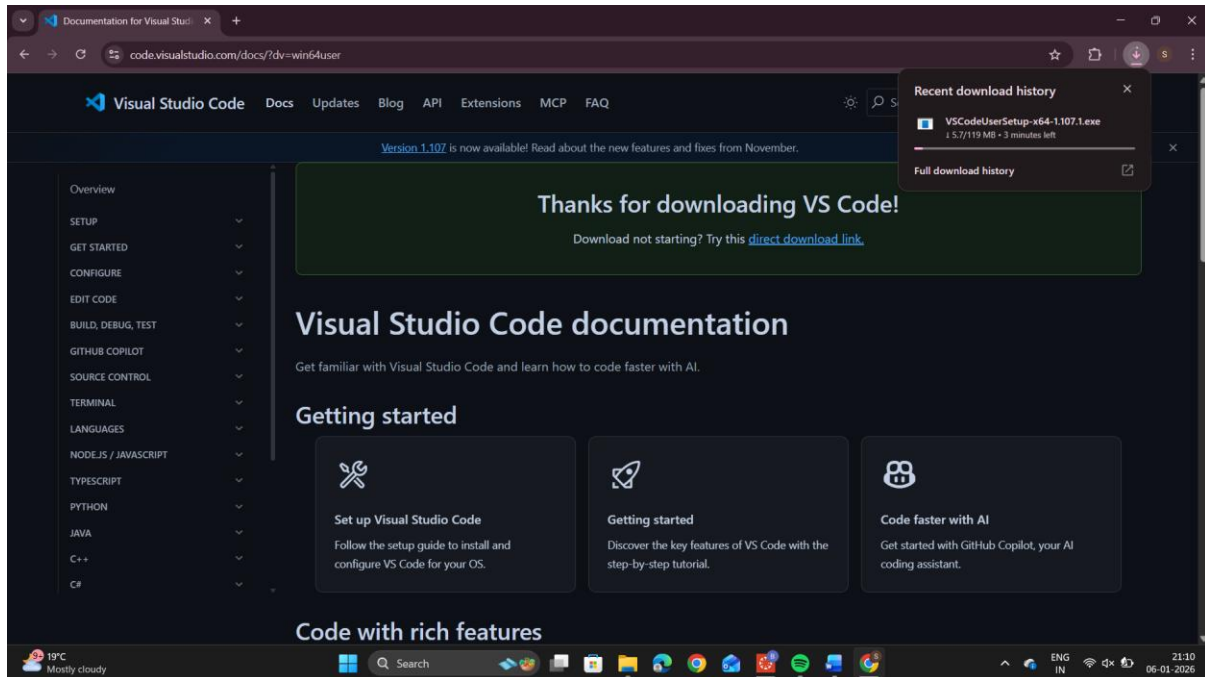 Documentation for Visual Studi
code.visualstudio.com/docs/?dv=win64user
S
Visual Studio Code Docs Updates Blog API Extensions MCP FAQ
Recent download history
VSCodeUserSetup-x64-1.107.1.exe
↓ 5.7/119 MB • 3 minutes left
Full download history
Version 1.107 is now available! Read about the new features and fixes from November.
Overview
SETUP
GET STARTED
CONFIGURE
EDIT CODE
BUILD, DEBUG, TEST
GITHUB COPILOT
SOURCE CONTROL
TERMINAL
LANGUAGES
NODE.JS / JAVASCRIPT
TYPESCRIPT
PYTHON
JAVA
C++
C#
Thanks for downloading VS Code!
Download not starting? Try this direct download link.
Visual Studio Code documentation
Get familiar with Visual Studio Code and learn how to code faster with AI.
Getting started
Set up Visual Studio Code
Follow the setup guide to install and
configure VS Code for your OS.
Getting started
Discover the key features of VS Code with the
step-by-step tutorial.
Code faster with AI
Get started with GitHub Copilot, your AI
coding assistant.
Code with rich features
19°C
Mostly cloudy
Search
ENG
IN
21:10
06-01-2026